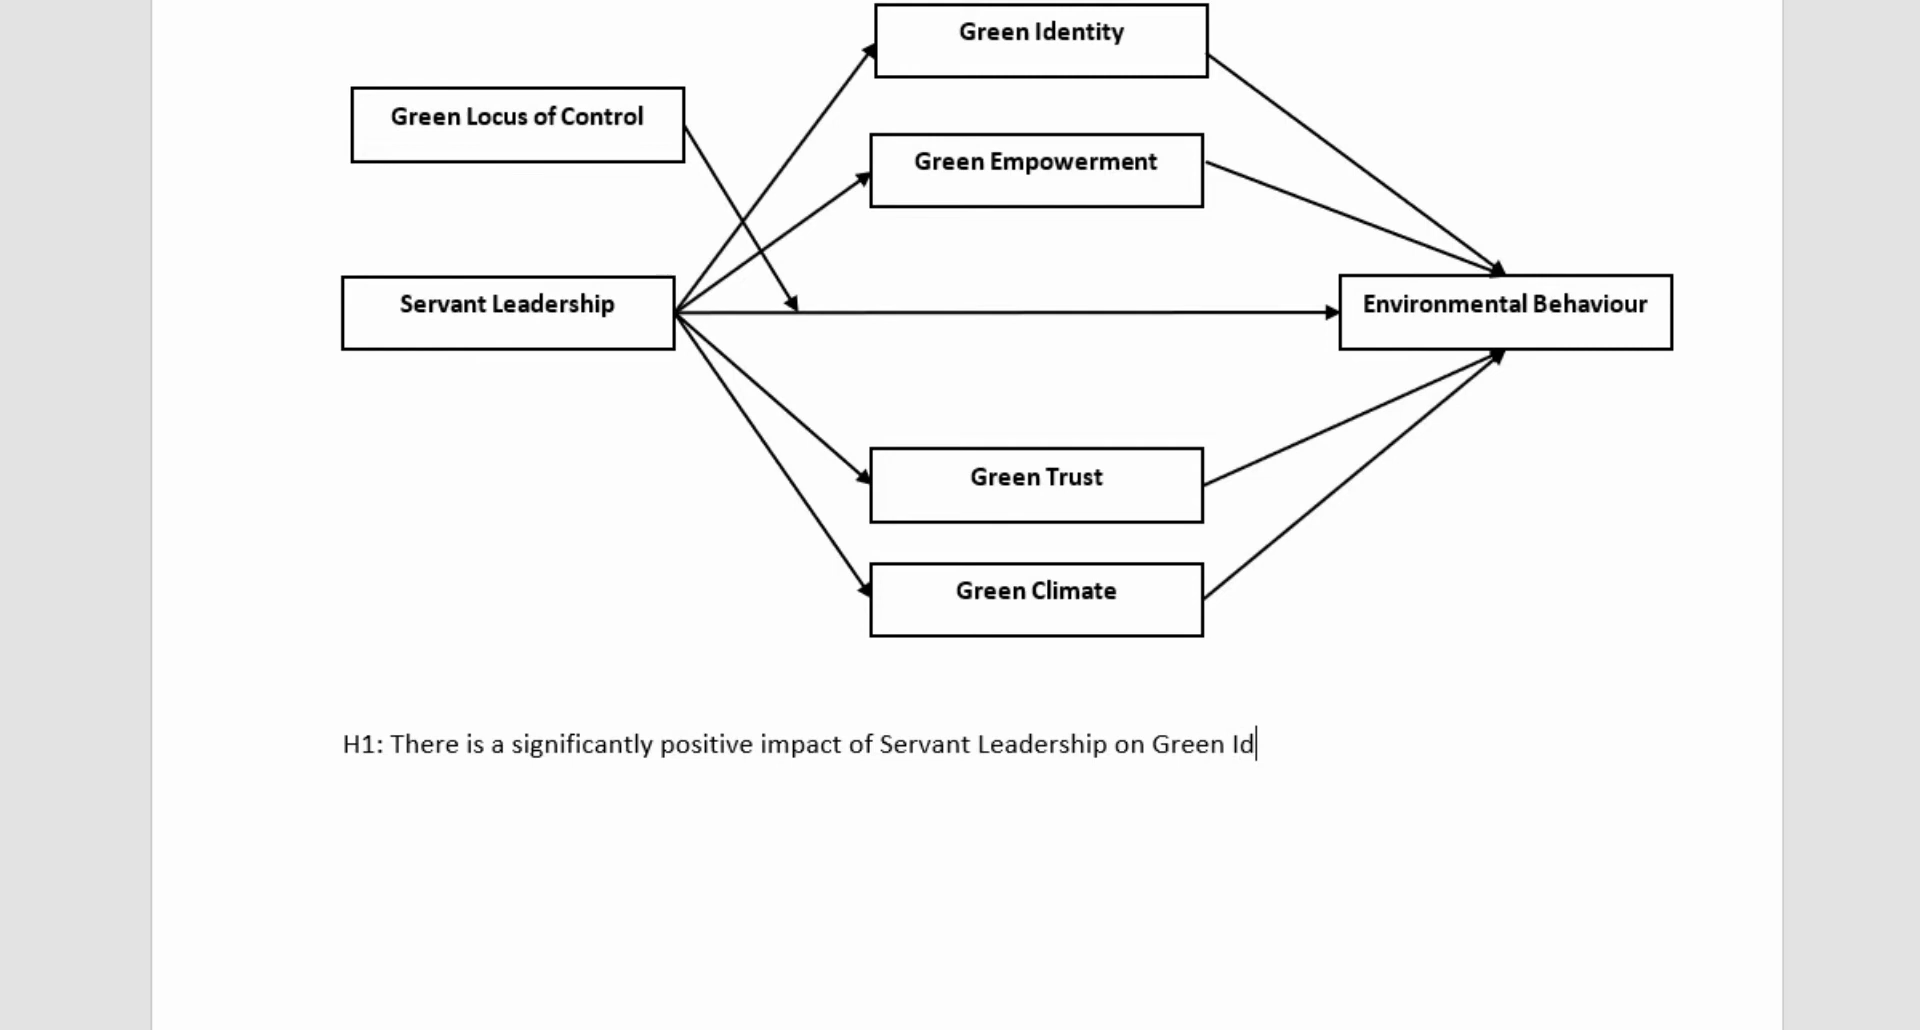 Green Identity
Green Locus of Control
Green Empowerment
Servant Leadership
Environmental Behaviour
Green Trust
Green Climate
H1: There is a significantly positive impact of Servant Leadership on Green Id